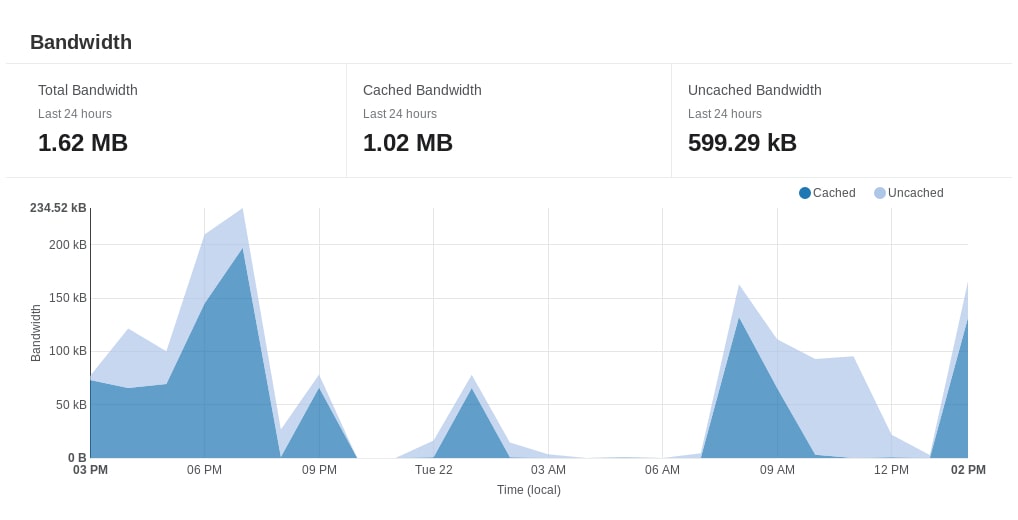 Bandwidth
Total Bandwidth
Last 24 hours
1.62 MB
Cached Bandwidth
Last 24 hours
1.02 MB
Uncached Bandwidth
Last 24 hours
599.29 kB
Cached
Uncached
234.52 kB
200 kB
150 kB
100 kB
50 kB
0 B
Bandwidth
03 PM
06 PM
09 PM
Tue 22
03 AM
06 AM
09 AM
12 PM
02 PM
Time (local)